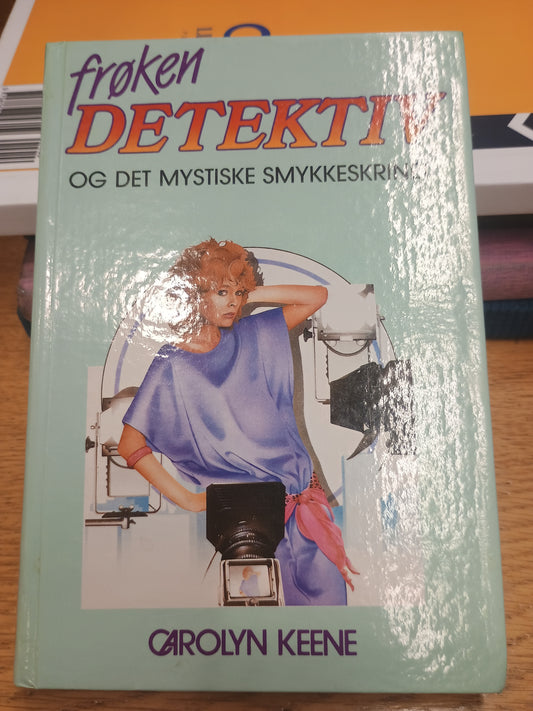 frøken
DETEKTIV
OG DET MYSTISKE SMYKKESKRIN
CAROLYN KEENE